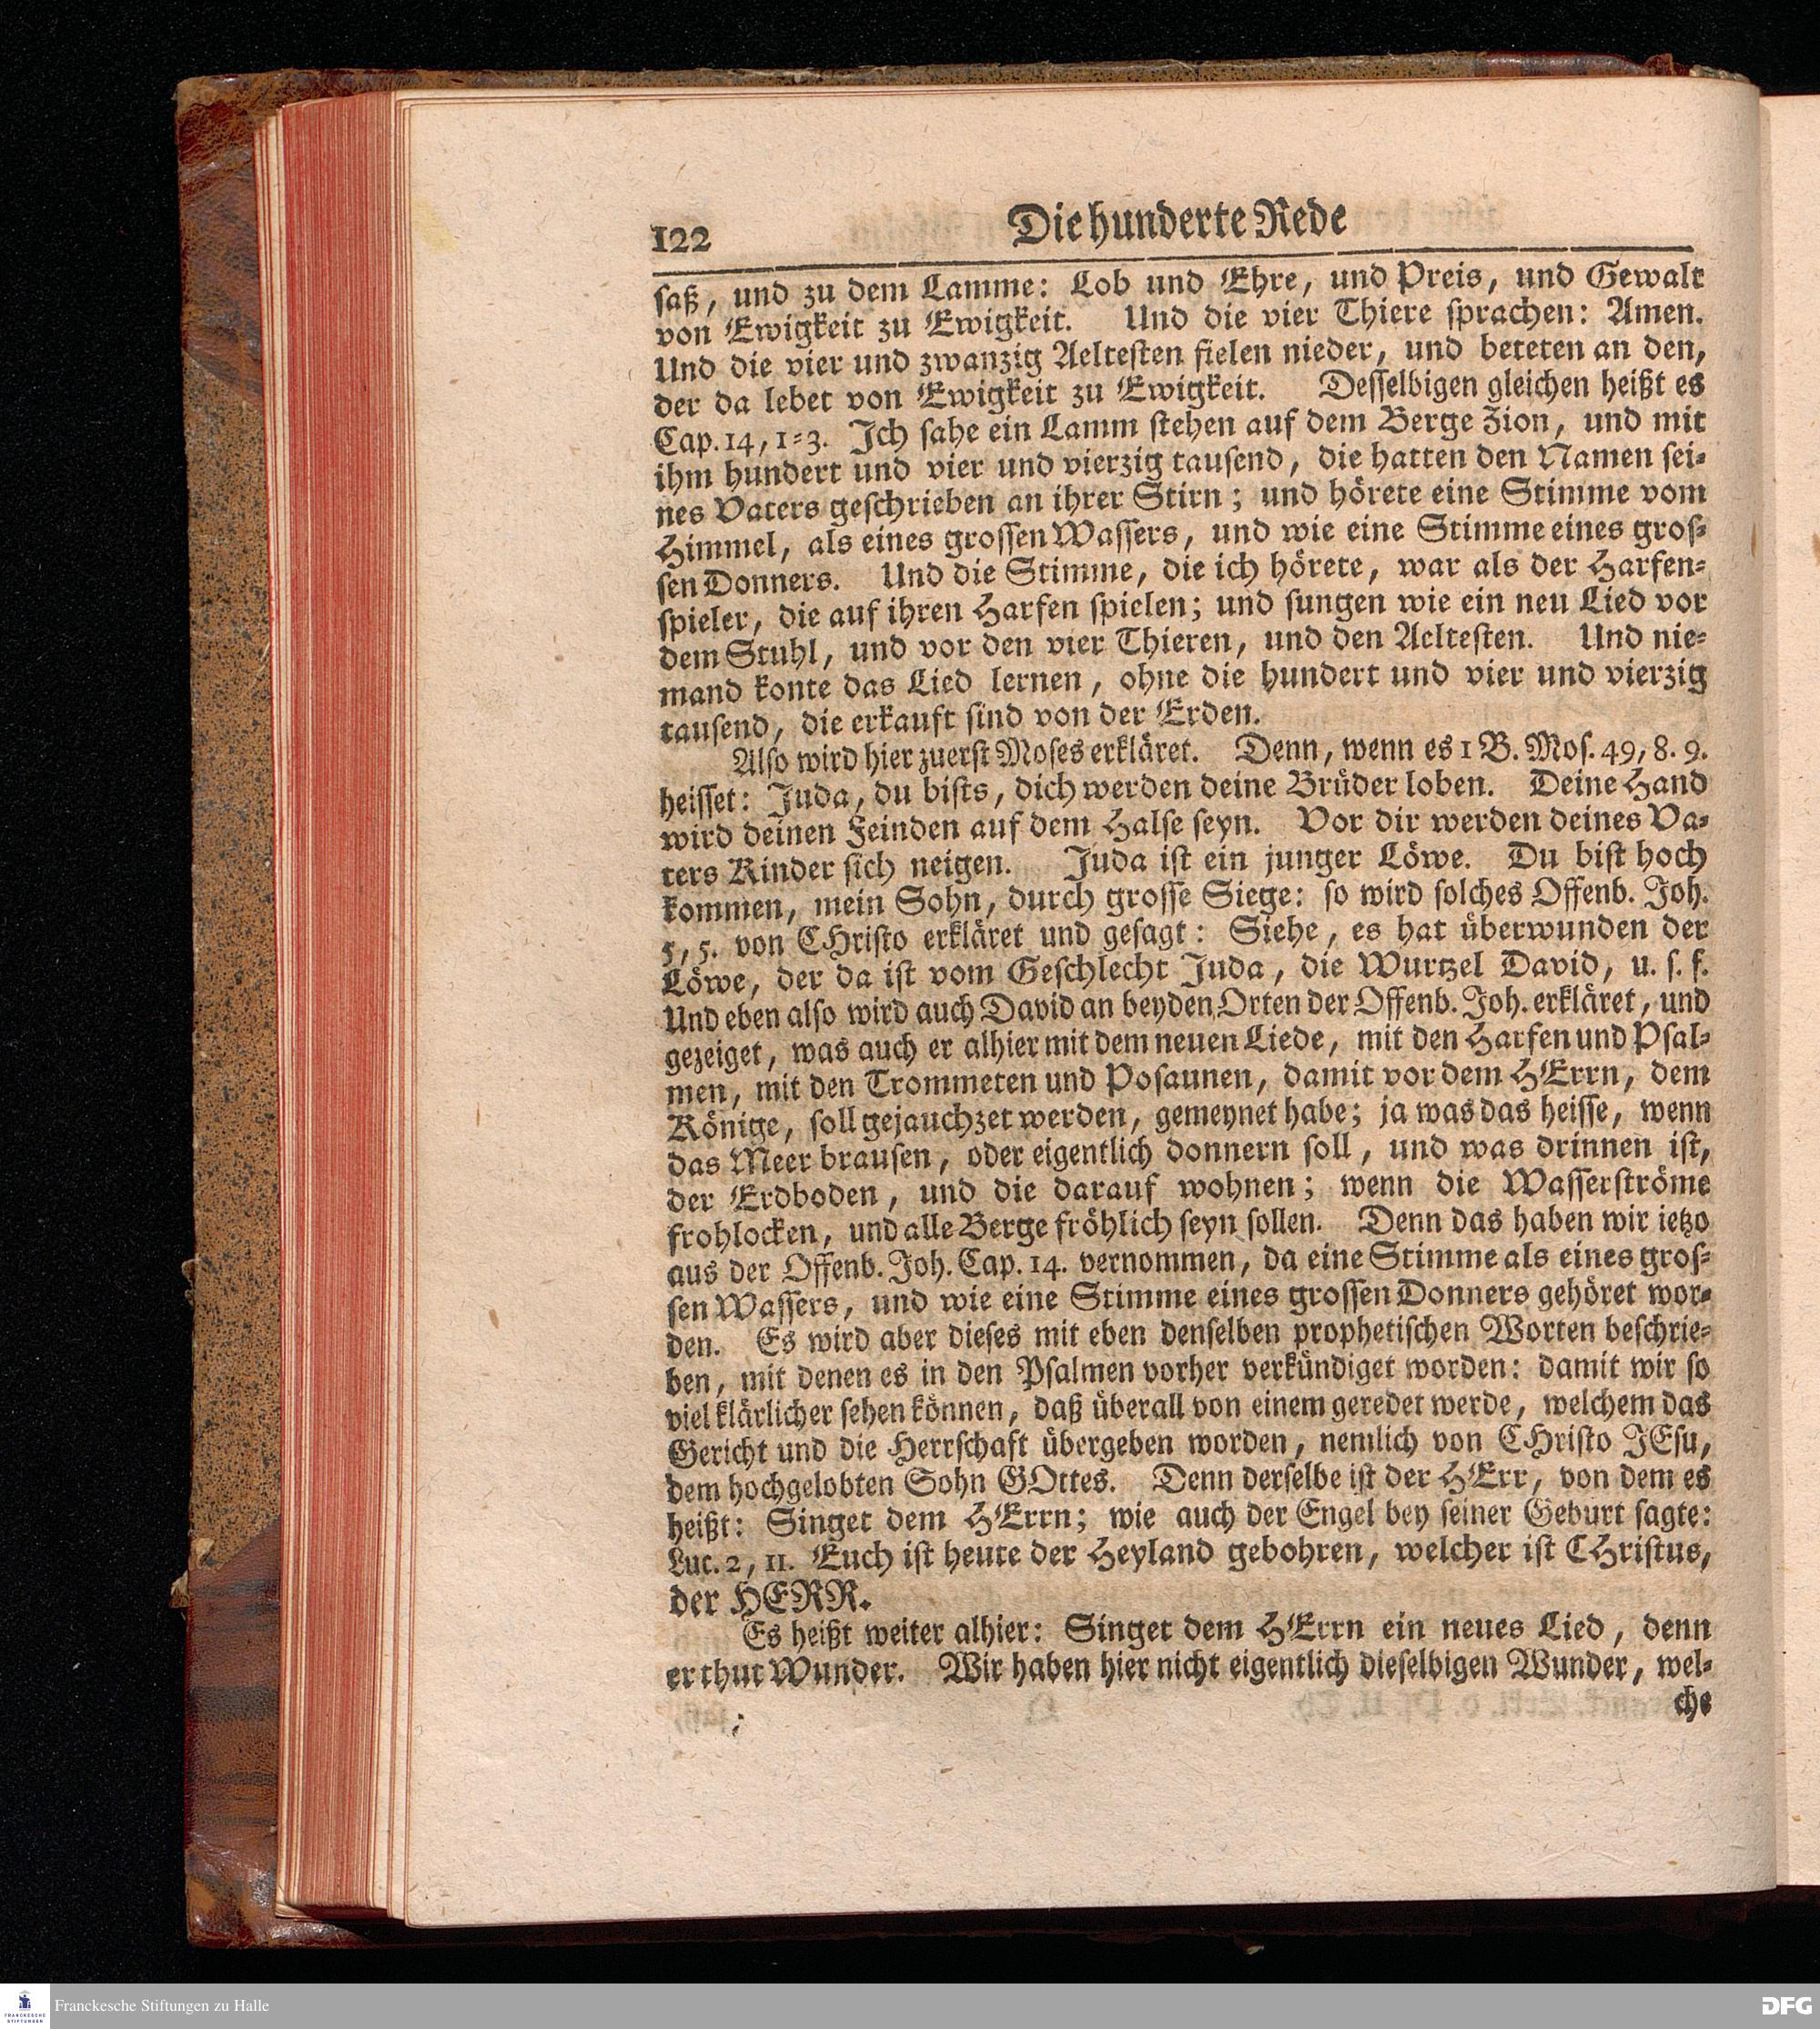 122 Die hunderte Rede
saß, und zu dem Lamme: Lob und Ehre, und Preis, und Gewalt
von Ewigkeit zu Ewigkeit. Und die vier Thiere sprachen: Amen.
Und die vier und zwanzig Aeltesten fielen nieder, und beteten an den,
der da lebet von Ewigkeit zu Ewigkeit. Desselbigen gleichen heißt es
Cap. 14, 1=3. Ich sahe ein Lamm stehen auf dem Berge Zion, und mit
ihm hundert und vier und vierzig tausend, die hatten den Namen sei=
nes Vaters geschrieben an ihrer Stirn; und hörete eine Stimme vom
Himmel, als eines grossen Wassers, und wie eine Stimme eines gros=
sen Donners. Und die Stimme, die ich hörete, war als der Harfen=
spieler, die auf ihren Harfen spielen; und sungen wie ein neu Lied vor
dem Stuhl, und vor den vier Thieren, und den Aeltesten. Und nie=
mand konte das Lied lernen, ohne die hundert und vier und vierzig
tausend, die erkauft sind von der Erden.
Also wird hier zuerst Moses erkläret. Denn, wenn es 1 B. Mos. 49, 8. 9.
heisset: Juda, du bists, dich werden deine Brüder loben. Deine Hand
wird deinen Feinden auf dem Halse seyn. Vor dir werden deines Va=
ters Kinder sich neigen. Juda ist ein junger Löwe. Du bist hoch
kommen, mein Sohn, durch grosse Siege: so wird solches Offenb. Joh.
5, 5. von CHristo erkläret und gesagt: Siehe, es hat überwunden der
Löwe, der da ist vom Geschlecht Juda, die Wurtzel David, u. s. f.
Und eben also wird auch David an beyden Orten der Offenb. Joh. erkläret, und
gezeiget, was auch er alhier mit dem neuen Liede, mit den Harfen und Psal=
men, mit den Trommeten und Posaunen, damit vor dem HErrn, dem
Könige, soll gejauchzet werden, gemeynet habe; ja was das heisse, wenn
das Meer brausen, oder eigentlich donnern soll, und was drinnen ist,
der Erdboden, und die darauf wohnen; wenn die Wasserströme
frohlocken, und alle Berge fröhlich seyn sollen. Denn das haben wir ietzo
aus der Offenb. Joh. Cap. 14. vernommen, da eine Stimme als eines gros=
sen Wassers, und wie eine Stimme eines grossen Donners gehöret wor=
den. Es wird aber dieses mit eben denselben prophetischen Worten beschrie=
ben, mit denen es in den Psalmen vorher verkündiget worden: damit wir so
viel klärlicher sehen können, daß überall von einem geredet werde, welchem das
Gericht und die Herrschaft übergeben worden, nemlich von CHristo JEsu,
dem hochgelobten Sohn GOttes. Denn derselbe ist der HErr, von dem es
heißt: Singet dem HErrn; wie auch der Engel bey seiner Geburt sagte:
Luc. 2, 11. Euch ist heute der Heyland gebohren, welcher ist CHristus,
der HERR.
Es heißt weiter alhier: Singet dem HErrn ein neues Lied, denn
er thut Wunder. Wir haben hier nicht eigentlich dieselbigen Wunder, wel=
che
FRANCKESCHE
STIFTUNGEN
Franckesche Stiftungen zu Halle
DFG